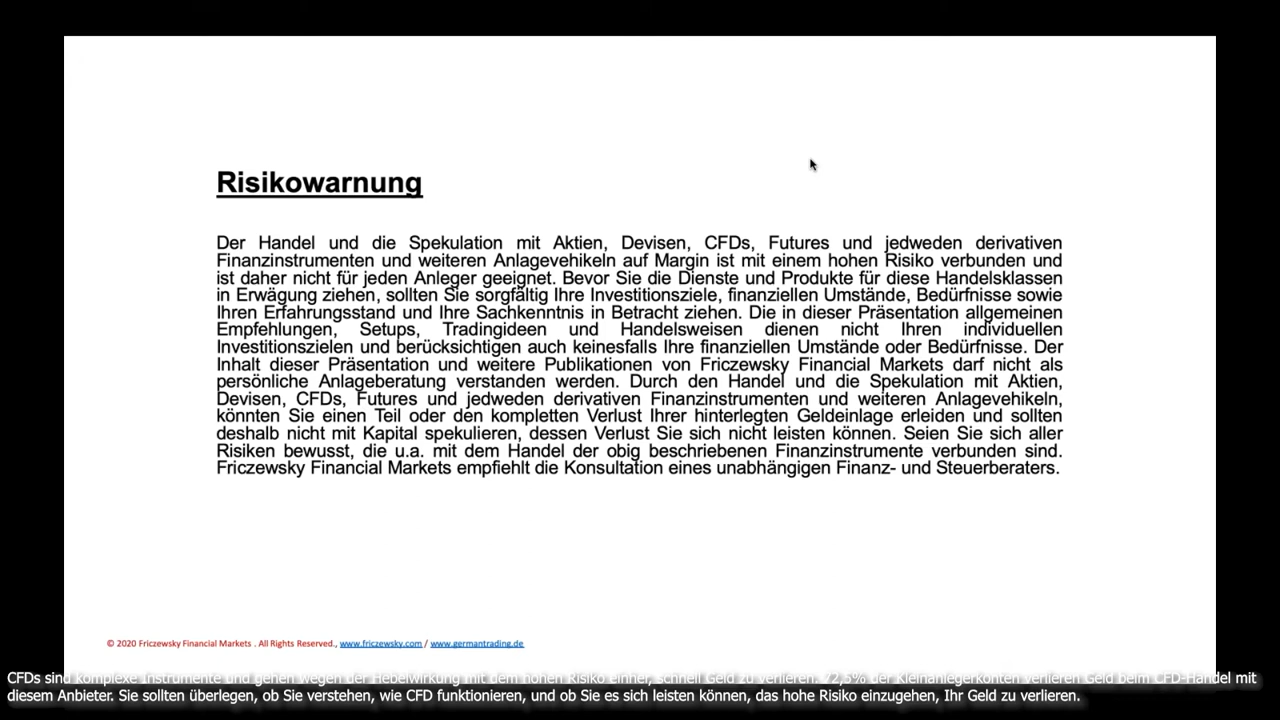 Risikowarnung
Der Handel und die Spekulation mit Aktien, Devisen, CFDs, Futures und jedweden derivativen
Finanzinstrumenten und weiteren Anlagevehikeln auf Margin ist mit einem hohen Risiko verbunden und
ist daher nicht für jeden Anleger geeignet. Bevor Sie die Dienste und Produkte für diese Handelsklassen
in Erwägung ziehen, sollten Sie sorgfältig Ihre Investitionsziele, finanziellen Umstände, Bedürfnisse sowie
Ihren Erfahrungsstand und Ihre Sachkenntnis in Betracht ziehen. Die in dieser Präsentation allgemeinen
Empfehlungen, Setups, Tradingideen und Handelsweisen dienen nicht Ihren individuellen
Investitionszielen und berücksichtigen auch keinesfalls Ihre finanziellen Umstände oder Bedürfnisse. Der
Inhalt dieser Präsentation und weitere Publikationen von Friczewsky Financial Markets darf nicht als
persönliche Anlageberatung verstanden werden. Durch den Handel und die Spekulation mit Aktien,
Devisen, CFDs, Futures und jedweden derivativen Finanzinstrumenten und weiteren Anlagevehikeln,
könnten Sie einen Teil oder den kompletten Verlust Ihrer hinterlegten Geldeinlage erleiden und sollten
deshalb nicht mit Kapital spekulieren, dessen Verlust Sie sich nicht leisten können. Seien Sie sich aller
Risiken bewusst, die u.a. mit dem Handel der obig beschriebenen Finanzinstrumente verbunden sind.
Friczewsky Financial Markets empfiehlt die Konsultation eines unabhängigen Finanz- und Steuerberaters.
© 2020 Friczewsky Financial Markets . All Rights Reserved., www.friczewsky.com / www.germantrading.de
CFDs sind komplexe Instrumente und gehen wegen der Hebelwirkung mit dem hohen Risiko einher, schnell Geld zu verlieren. 72,5% der Kleinanlegerkonten verlieren Geld beim CFD-Handel mit
diesem Anbieter. Sie sollten überlegen, ob Sie verstehen, wie CFD funktionieren, und ob Sie es sich leisten können, das hohe Risiko einzugehen, Ihr Geld zu verlieren.